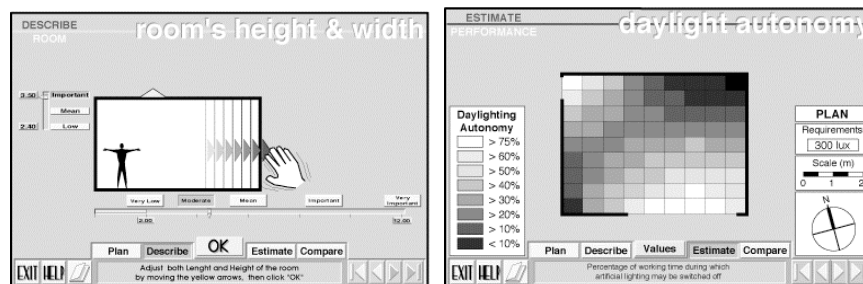 DESCRIBE
ROOM
room's height & width
3.50
Important
Mean
2.40
Low
Very Low
Moderate
Mean
Important
Very Important
2.00
12.00
Plan
Describe
OK
Estimate
Compare
EXIT
HELP
Adjust both Lenght and Height of the room
by moving the yellow arrows, then click "OK"
ESTIMATE
PERFORMANCE
daylight autonomy
Daylighting
Autonomy
> 75%
> 60%
> 50%
> 40%
> 30%
> 20%
> 10%
< 10%
PLAN
Requirements
300 lux
Scale (m)
0 1 2
N
Plan
Describe
Values
Estimate
Compare
EXIT
HELP
Percentage of working time during which
artificial lighting may be switched off